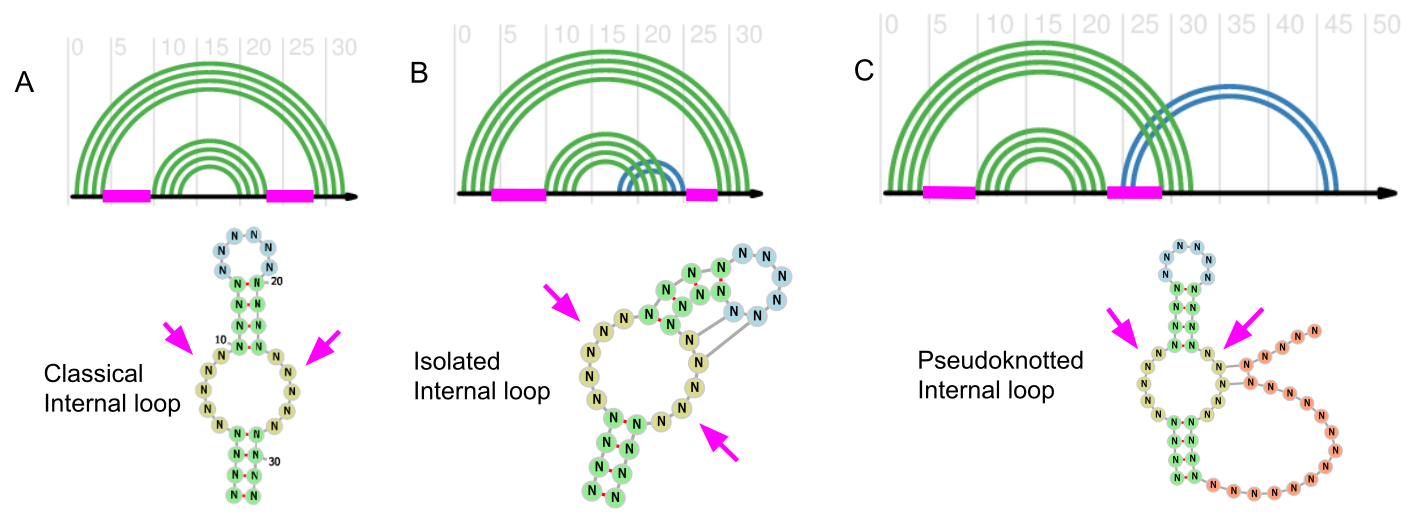 A
0 5 10 15 20 25 30
10
20
30
Classical
Internal loop
B
0 5 10 15 20 25 30
Isolated
Internal loop
C
0 5 10 15 20 25 30 35 40 45 50
Pseudoknotted
Internal loop
N N N N N N N N N N N N N N N N N N N N N N N N N N N N N N N N